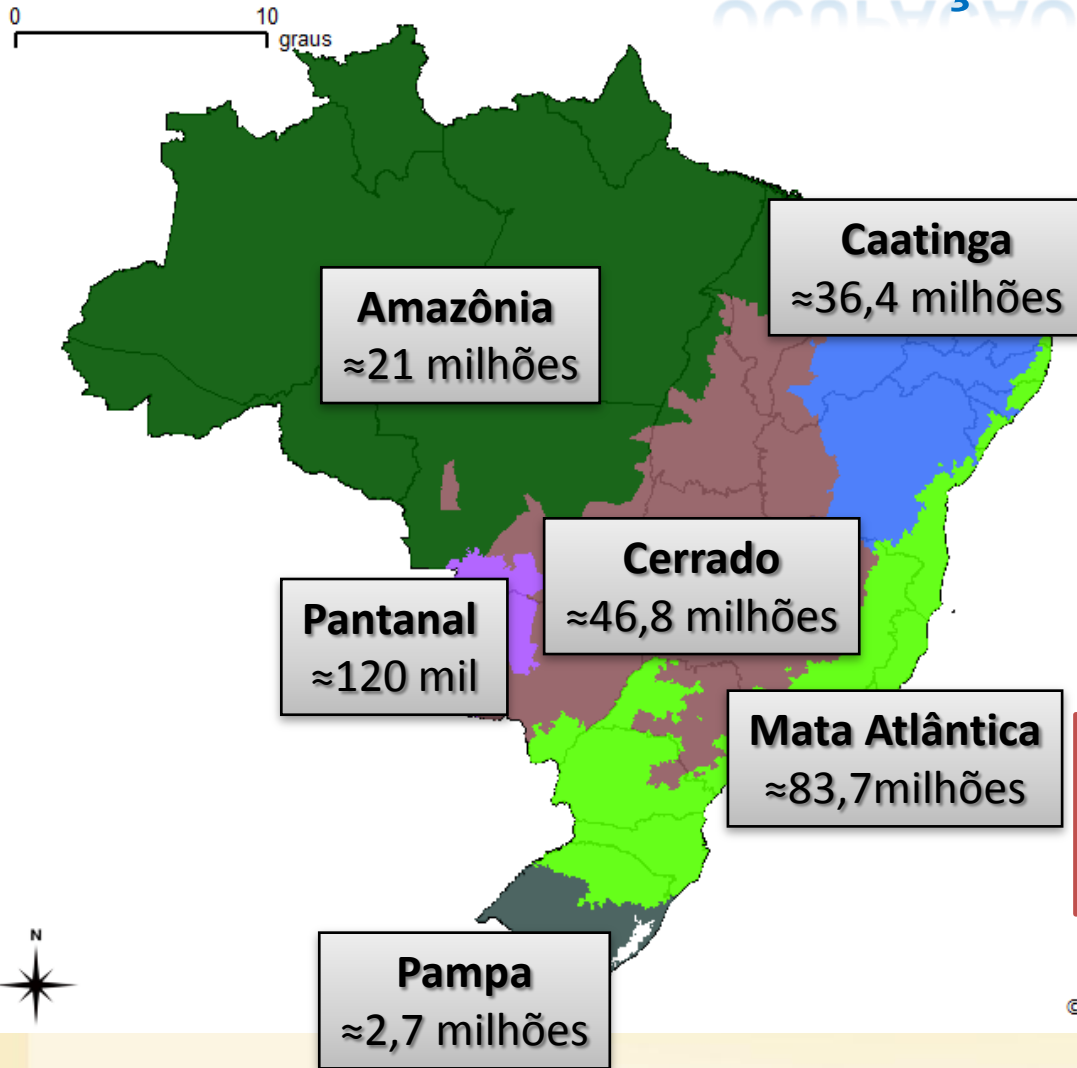 0 10
graus
Caatinga
≈36,4 milhões
Amazônia
≈21 milhões
Cerrado
≈46,8 milhões
Pantanal
≈120 mil
Mata Atlântica
≈83,7milhões
N
Pampa
≈2,7 milhões
©